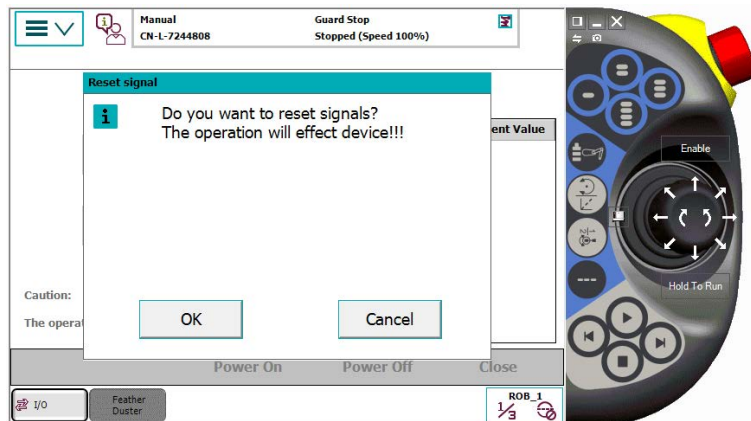 Manual
CN-L-7244808
Guard Stop
Stopped (Speed 100%)
Reset signal
i
Do you want to reset signals?
The operation will effect device!!!
ent Value
Enable
Caution:
Hold To Run
The opera
OK
Cancel
Power On
Power Off
Close
I/O
Feather
Duster
ROB_1
1/3